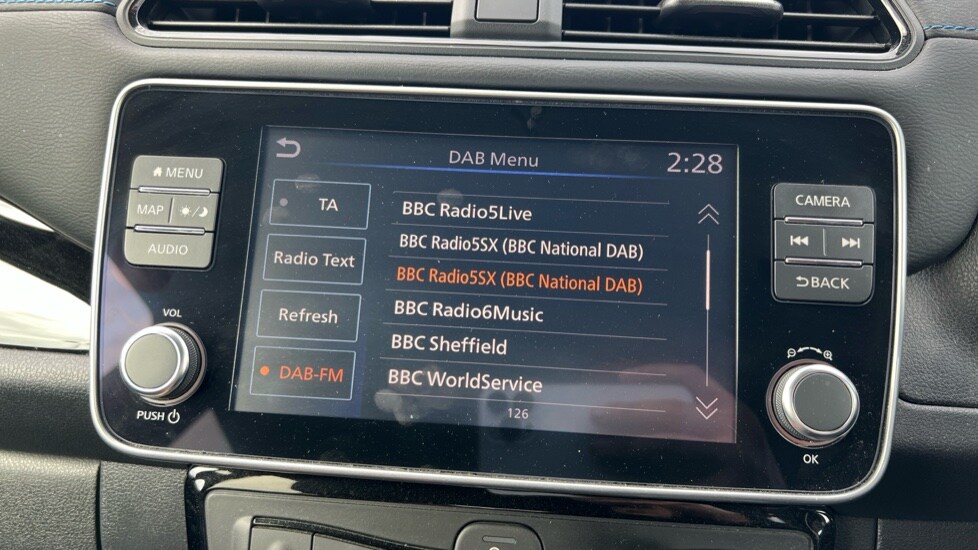 DAB Menu
2:28
MENU
MAP
AUDIO
VOL
PUSH
TA
Radio Text
Refresh
DAB-FM
BBC Radio5Live
BBC Radio5SX (BBC National DAB)
BBC Radio5SX (BBC National DAB)
BBC Radio6Music
BBC Sheffield
BBC WorldService
126
CAMERA
BACK
OK